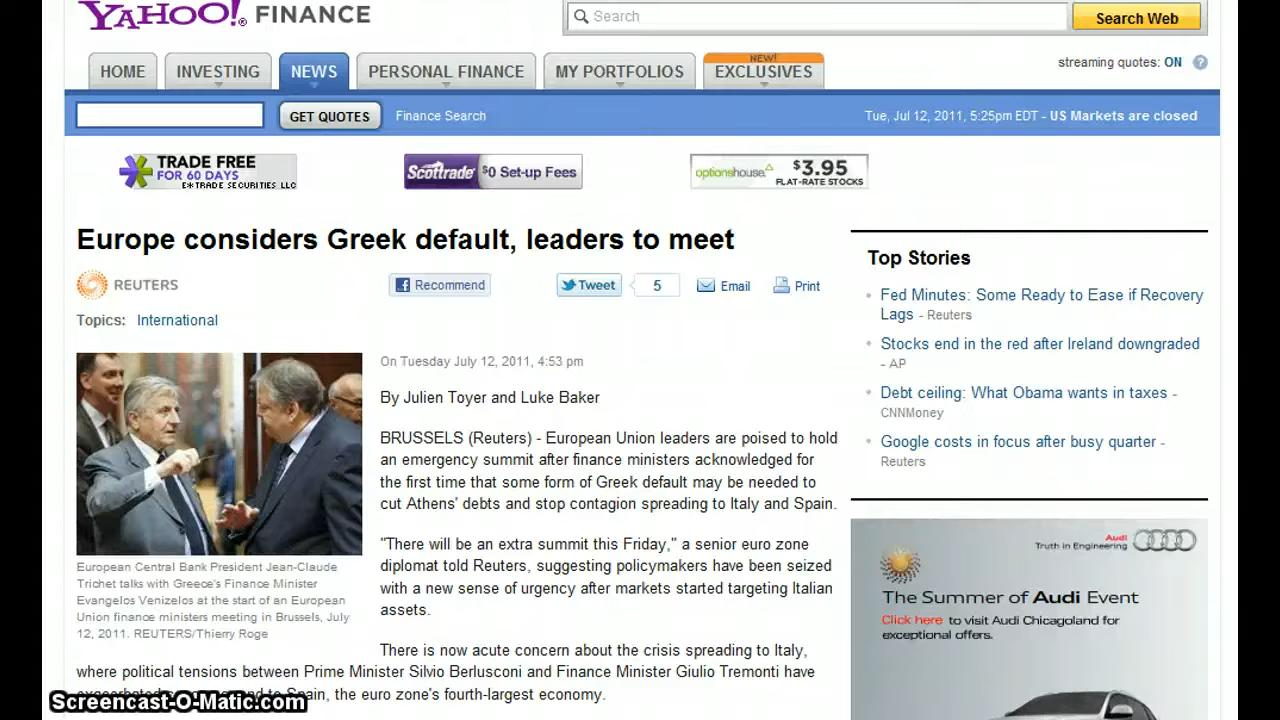 YAHOO!® FINANCE
Search
Search Web
HOME
INVESTING
NEWS
PERSONAL FINANCE
MY PORTFOLIOS
NEW!
EXCLUSIVES
streaming quotes: ON ?
GET QUOTES
Finance Search
Tue, Jul 12, 2011, 5:25pm EDT - US Markets are closed
TRADE FREE
FOR 60 DAYS
E*TRADE SECURITIES LLC
Scottrade $0 Set-up Fees
optionshouse $3.95
FLAT-RATE STOCKS
Europe considers Greek default, leaders to meet
REUTERS
Recommend
Tweet
5
Email
Print
Topics: International
On Tuesday July 12, 2011, 4:53 pm
By Julien Toyer and Luke Baker
BRUSSELS (Reuters) - European Union leaders are poised to hold
an emergency summit after finance ministers acknowledged for
the first time that some form of Greek default may be needed to
cut Athens' debts and stop contagion spreading to Italy and Spain.
European Central Bank President Jean-Claude
Trichet talks with Greece's Finance Minister
Evangelos Venizelos at the start of an European
Union finance ministers meeting in Brussels, July
12, 2011. REUTERS/Thierry Roge
"There will be an extra summit this Friday," a senior euro zone
diplomat told Reuters, suggesting policymakers have been seized
with a new sense of urgency after markets started targeting Italian
assets.
There is now acute concern about the crisis spreading to Italy,
where political tensions between Prime Minister Silvio Berlusconi and Finance Minister Giulio Tremonti have
to Spain, the euro zone's fourth-largest economy.
Top Stories
Fed Minutes: Some Ready to Ease if Recovery
Lags - Reuters
Stocks end in the red after Ireland downgraded
- AP
Debt ceiling: What Obama wants in taxes -
CNNMoney
Google costs in focus after busy quarter -
Reuters
Audi
Truth in Engineering
The Summer of Audi Event
Click here to visit Audi Chicagoland for
exceptional offers.
Screencast-O-Matic.com